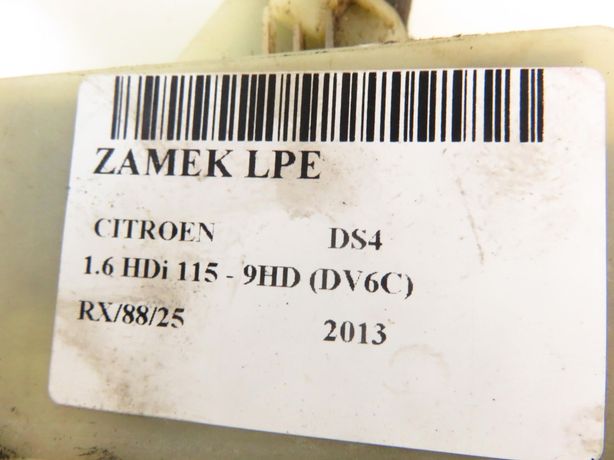 ZAMEK LPE
CITROEN DS4
1.6 HDi 115 - 9HD (DV6C)
RX/88/25 2013